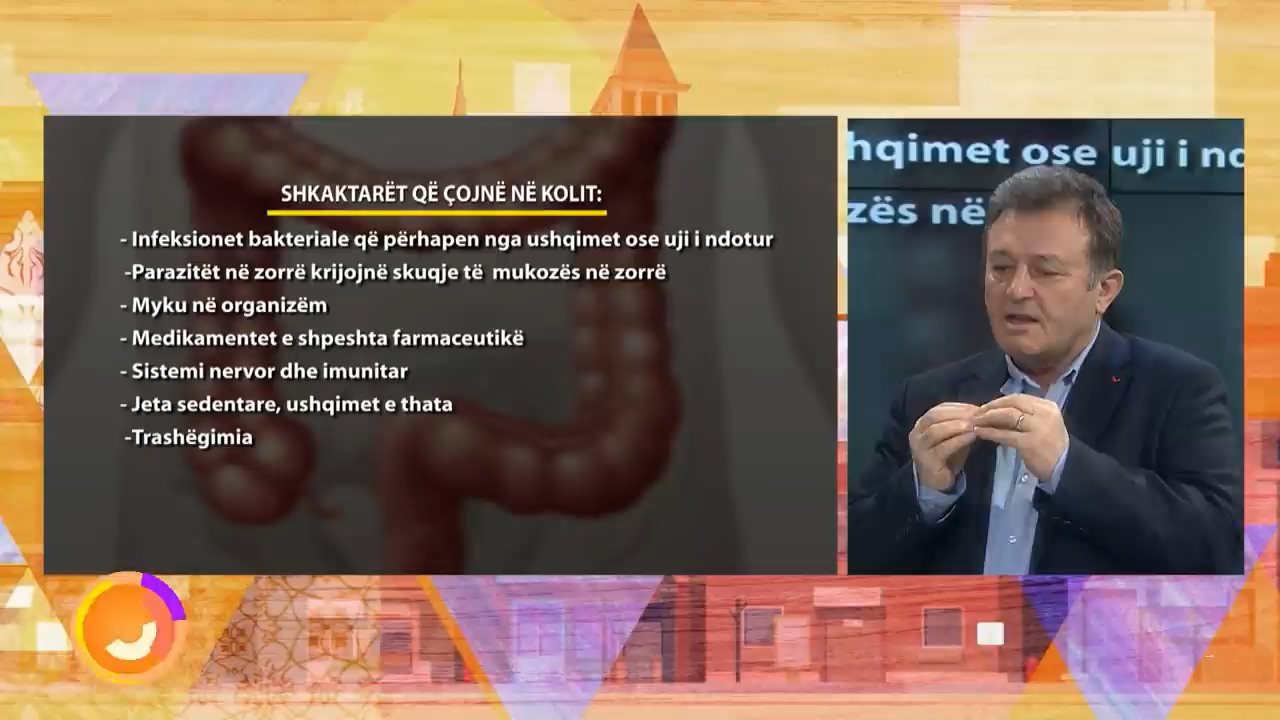 SHKAKTARËT QË ÇOJNË NË KOLIT:
- Infeksionet bakteriale që përhapen nga ushqimet ose uji i ndotur
-Parazitët në zorrë krijojnë skuqje të mukozës në zorrë
- Myku në organizëm
- Medikamentet e shpeshta farmaceutikë
- Sistemi nervor dhe imunitar
- Jeta sedentare, ushqimet e thata
-Trashëgimia
hqimet ose uji i nd
zës në